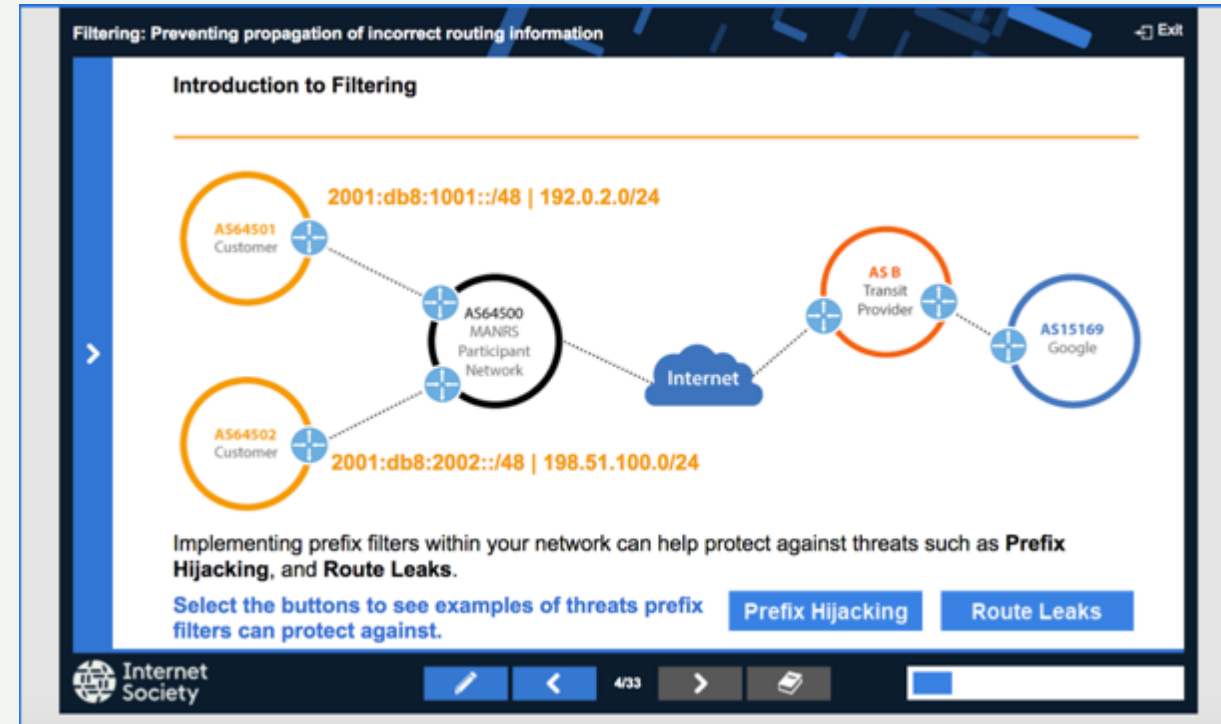 Filtering: Preventing propagation of incorrect routing information
Exit
Introduction to Filtering
2001:db8:1001::/48 | 192.0.2.0/24
AS64501
Customer
AS64500
MANRS
Participant
Network
Internet
AS B
Transit
Provider
AS15169
Google
AS64502
Customer
2001:db8:2002::/48 | 198.51.100.0/24
Implementing prefix filters within your network can help protect against threats such as Prefix
Hijacking, and Route Leaks.
Select the buttons to see examples of threats prefix
filters can protect against.
Prefix Hijacking
Route Leaks
Internet
Society
4/33